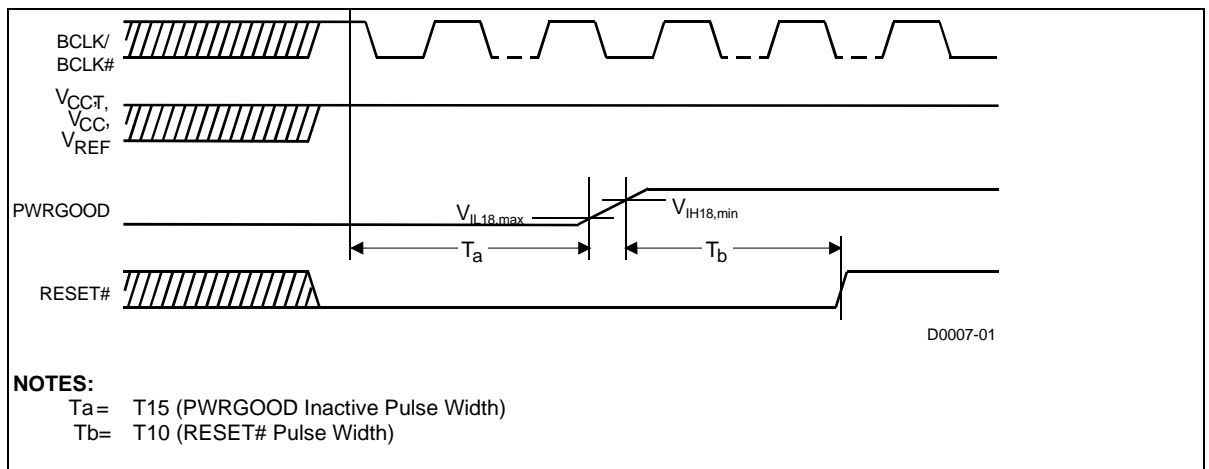 BCLK/
BCLK#
VCCT,
VCC,
VREF
PWRGOOD
VIL18,max
VIH18,min
Ta
Tb
RESET#
D0007-01
NOTES:
Ta= T15 (PWRGOOD Inactive Pulse Width)
Tb= T10 (RESET# Pulse Width)